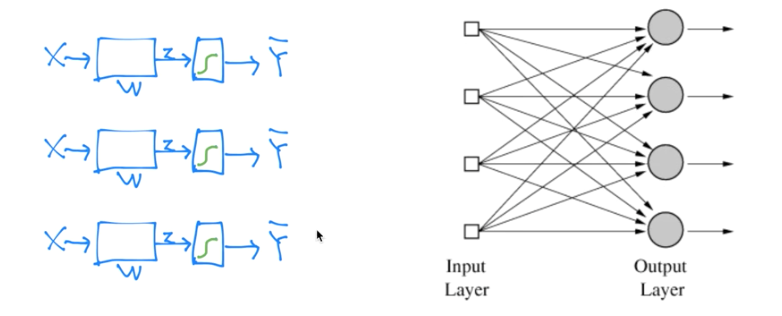 X z Ȳ
W
X z Ȳ
W
X z Ȳ
W
Input Output
Layer Layer